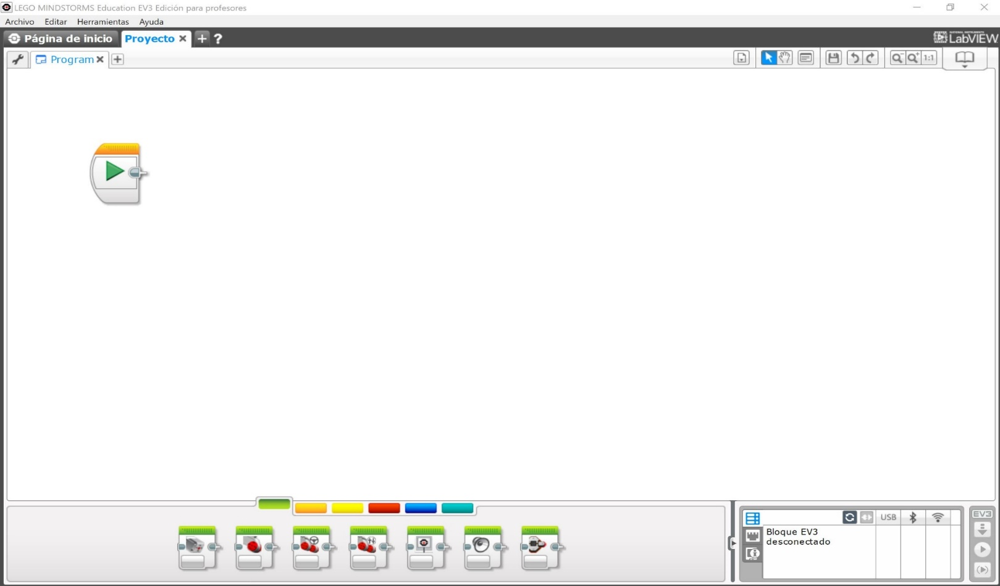 LEGO MINDSTORMS Education EV3 Edición para profesores
Archivo Editar Herramientas Ayuda
Página de inicio Proyecto + ?
LabVIEW
Program +
1:1
USB
EV3
Bloque EV3
desconectado